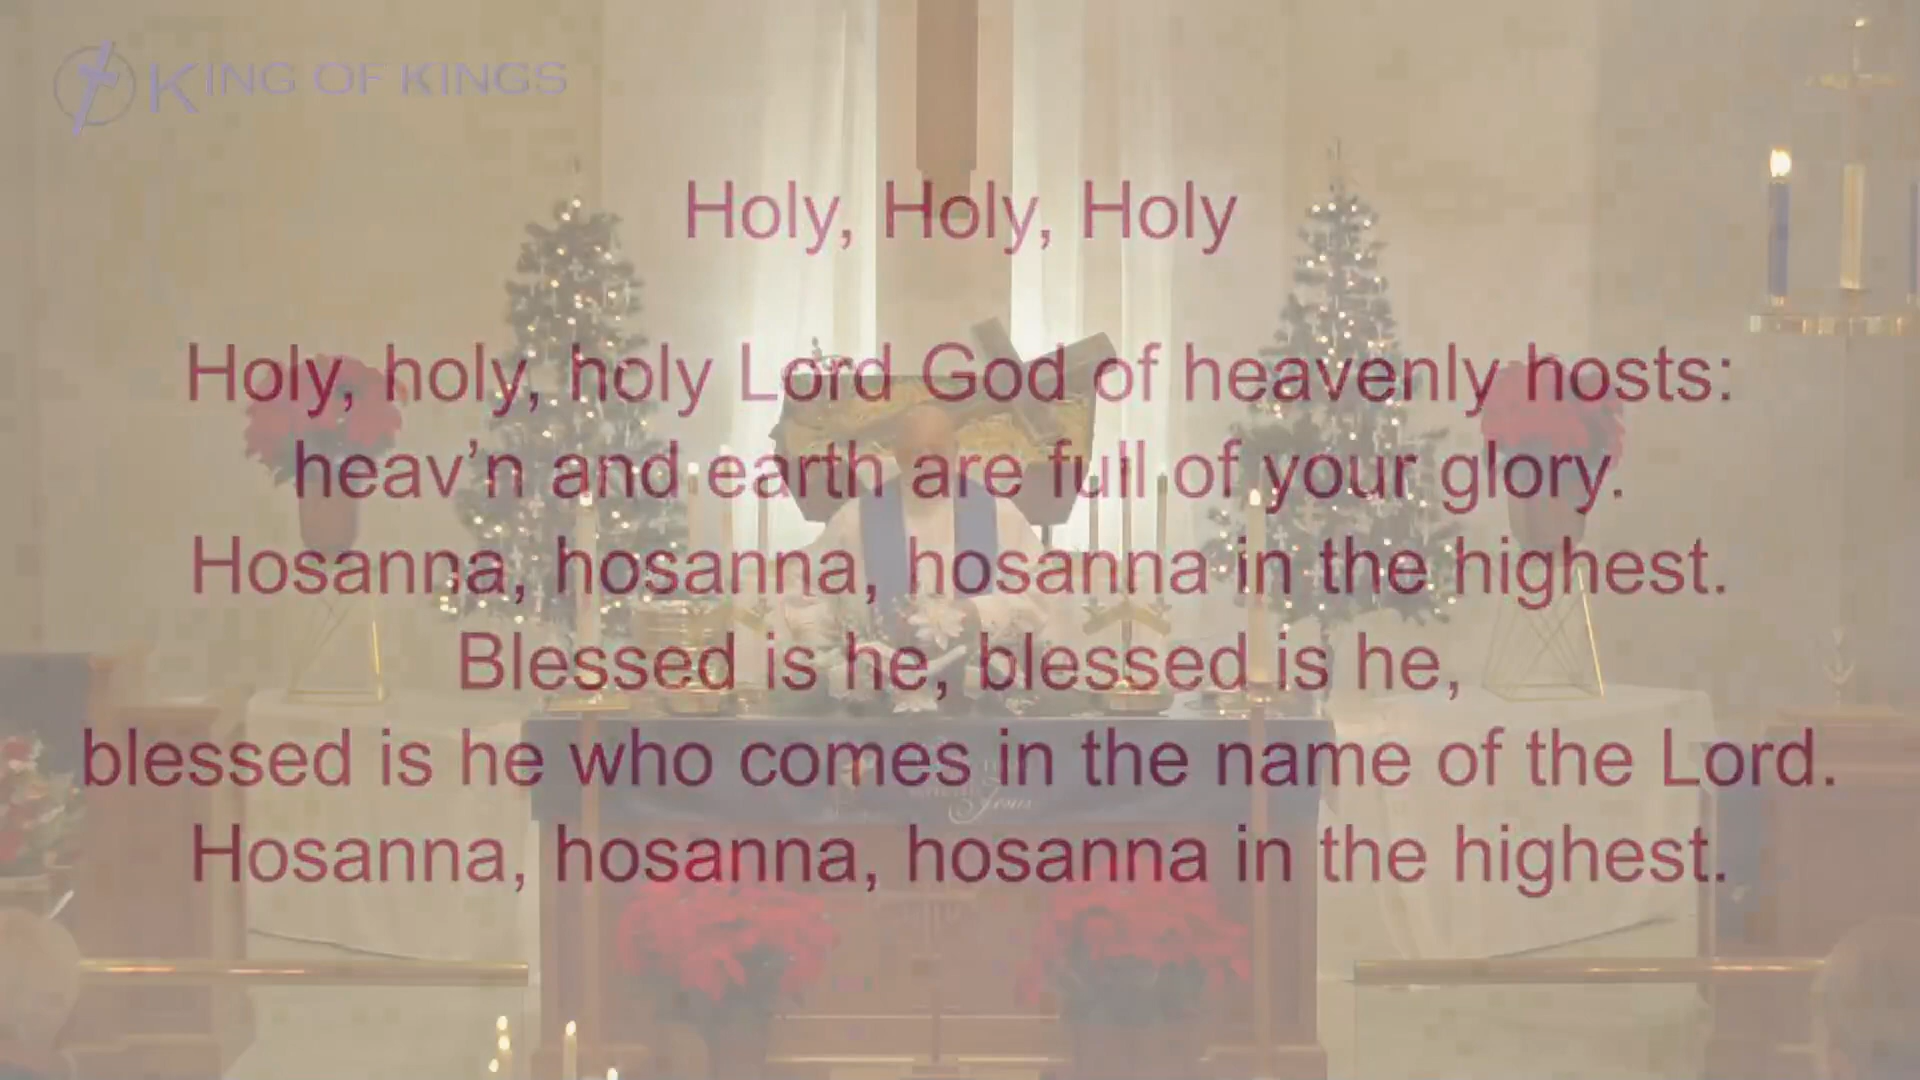 KING OF KINGS
Holy, Holy, Holy
Holy, holy, holy Lord God of heavenly hosts:
heav’n and earth are full of your glory.
Hosanna, hosanna, hosanna in the highest.
Blessed is he, blessed is he,
blessed is he who comes in the name of the Lord.
Jesus
Hosanna, hosanna, hosanna in the highest.